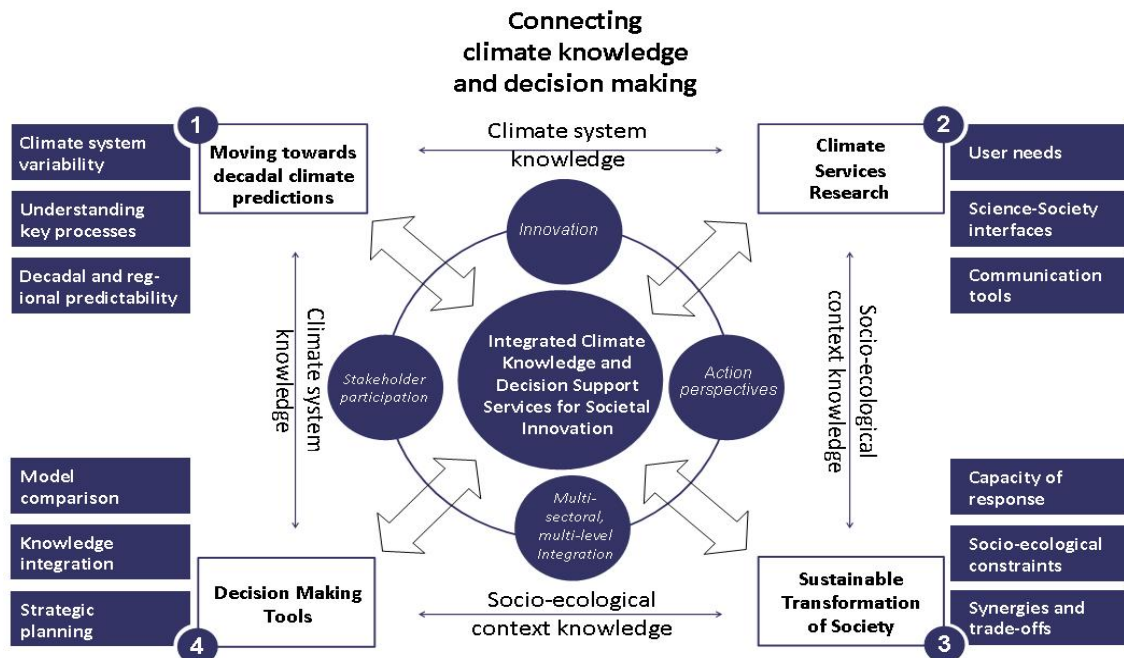 Connecting
climate knowledge
and decision making
1
Climate system
variability
Understanding
key processes
Decadal and reg-
ional predictability
Moving towards
decadal climate
predictions
Climate system
knowledge
2
Climate
Services
Research
User needs
Science-Society
interfaces
Communication
tools
Innovation
Climate system
knowledge
Stakeholder
participation
Integrated Climate
Knowledge and
Decision Support
Services for Societal
Innovation
Action
perspectives
Socio-ecological
context knowledge
Multi-
sectoral,
multi-level
Integration
Model
comparison
Knowledge
integration
Strategic
planning
4
Decision Making
Tools
Socio-ecological
context knowledge
Sustainable
Transformation
of Society
3
Capacity of
response
Socio-ecological
constraints
Synergies and
trade-offs